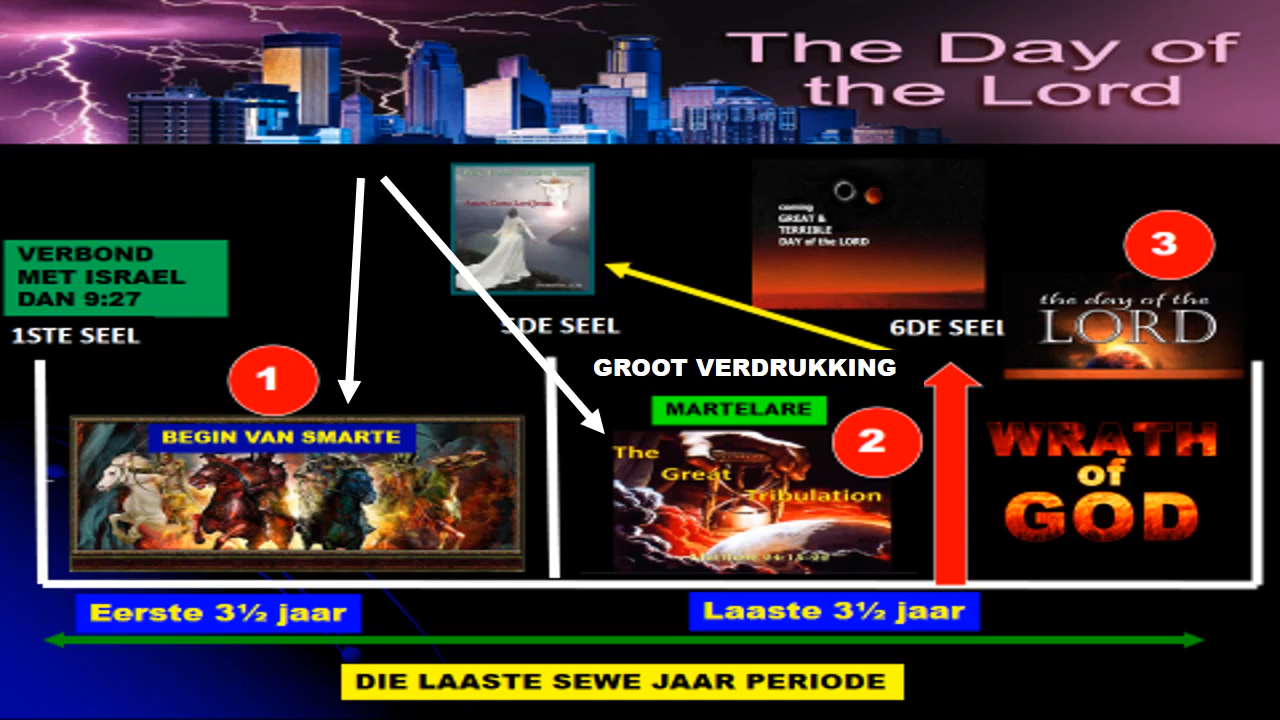 The Day of
the Lord
VERBOND
MET ISRAEL
DAN 9:27
1STE SEEL
5DE SEEL
coming
GREAT &
TERRIBLE
DAY of the LORD
6DE SEEL
3
the day of the
LORD
1
BEGIN VAN SMARTE
GROOT VERDRUKKING
MARTELARE
2
The
Great
Tribulation
WRATH
of
GOD
Eerste 3½ jaar
Laaste 3½ jaar
DIE LAASTE SEWE JAAR PERIODE